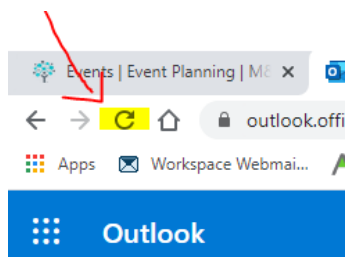 Events | Event Planning | M&
outlook.offi
Apps Workspace Webmai...
Outlook